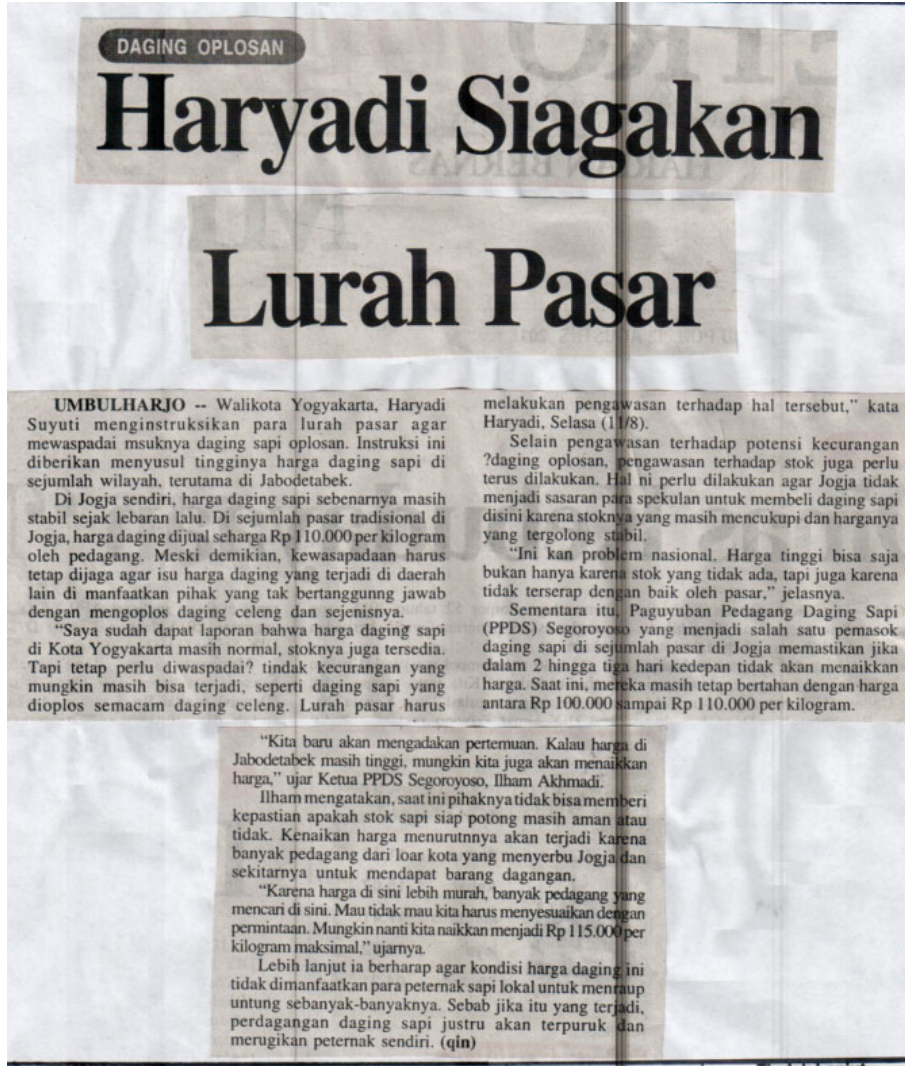 DAGING OPLOSAN
Haryadi Siagakan
Lurah Pasar
UMBULHARJO -- Walikota Yogyakarta, Haryadi
Suyuti menginstruksikan para lurah pasar agar
mewaspadai msuknya daging sapi oplosan. Instruksi ini
diberikan menyusul tingginya harga daging sapi di
sejumlah wilayah, terutama di Jabodetabek.
Di Jogja sendiri, harga daging sapi sebenarnya masih
stabil sejak lebaran lalu. Di sejumlah pasar tradisional di
Jogja, harga daging dijual seharga Rp 110.000 per kilogram
oleh pedagang. Meski demikian, kewasapadaan harus
tetap dijaga agar isu harga daging yang terjadi di daerah
lain di manfaatkan pihak yang tak bertanggunng jawab
dengan mengoplos daging celeng dan sejenisnya.
“Saya sudah dapat laporan bahwa harga daging sapi
di Kota Yogyakarta masih normal, stoknya juga tersedia.
Tapi tetap perlu diwaspadai? tindak kecurangan yang
mungkin masih bisa terjadi, seperti daging sapi yang
dioplos semacam daging celeng. Lurah pasar harus
melakukan pengawasan terhadap hal tersebut,” kata
Haryadi, Selasa (11/8).
Selain pengawasan terhadap potensi kecurangan
?daging oplosan, pengawasan terhadap stok juga perlu
terus dilakukan. Hal ni perlu dilakukan agar Jogja tidak
menjadi sasaran para spekulan untuk membeli daging sapi
disini karena stoknya yang masih mencukupi dan harganya
yang tergolong stabil.
“Ini kan problem nasional. Harga tinggi bisa saja
bukan hanya karena stok yang tidak ada, tapi juga karena
tidak terserap dengan baik oleh pasar,” jelasnya.
Sementara itu, Paguyuban Pedagang Daging Sapi
(PPDS) Segoroyoso yang menjadi salah satu pemasok
daging sapi di sejumlah pasar di Jogja memastikan jika
dalam 2 hingga tiga hari kedepan tidak akan menaikkan
harga. Saat ini, mereka masih tetap bertahan dengan harga
antara Rp 100.000 sampai Rp 110.000 per kilogram.
“Kita baru akan mengadakan pertemuan. Kalau harga di
Jabodetabek masih tinggi, mungkin kita juga akan menaikkan
harga,” ujar Ketua PPDS Segoroyoso, Ilham Akhmadi.
Ilham mengatakan, saat ini pihaknya tidak bisa memberi
kepastian apakah stok sapi siap potong masih aman atau
tidak. Kenaikan harga menurutnnya akan terjadi karena
banyak pedagang dari loar kota yang menyerbu Jogja dan
sekitarnya untuk mendapat barang dagangan.
“Karena harga di sini lebih murah, banyak pedagang yang
mencari di sini. Mau tidak mau kita harus menyesuaikan dengan
permintaan. Mungkin nanti kita naikkan menjadi Rp 115.000 per
kilogram maksimal,” ujarnya.
Lebih lanjut ia berharap agar kondisi harga daging ini
tidak dimanfaatkan para peternak sapi lokal untuk menraup
untung sebanyak-banyaknya. Sebab jika itu yang terjadi,
perdagangan daging sapi justru akan terpuruk dan
merugikan peternak sendiri. (qin)